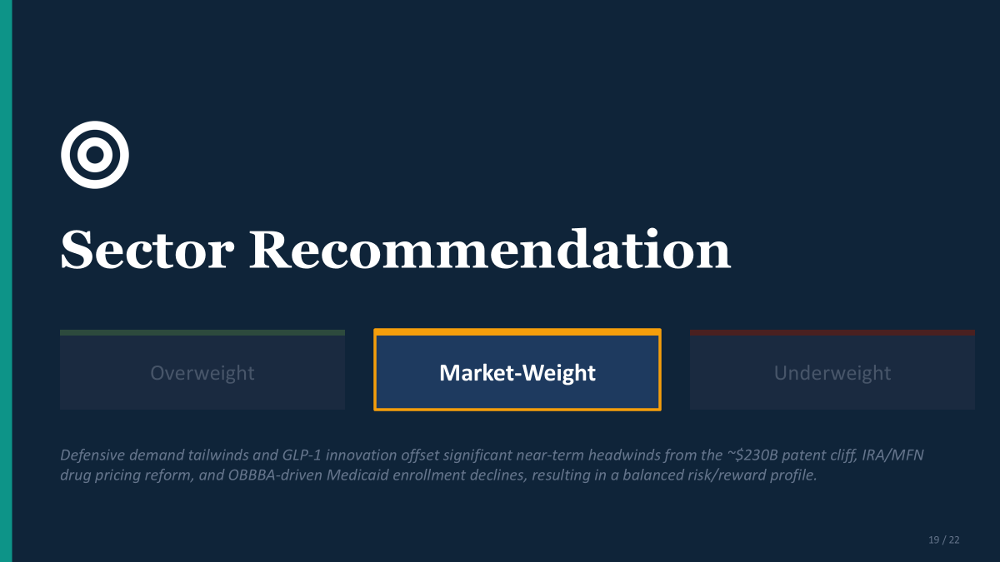 Sector Recommendation
Overweight
Market-Weight
Underweight
Defensive demand tailwinds and GLP-1 innovation offset significant near-term headwinds from the ~$230B patent cliff, IRA/MFN
drug pricing reform, and OBBBA-driven Medicaid enrollment declines, resulting in a balanced risk/reward profile.
19 / 22